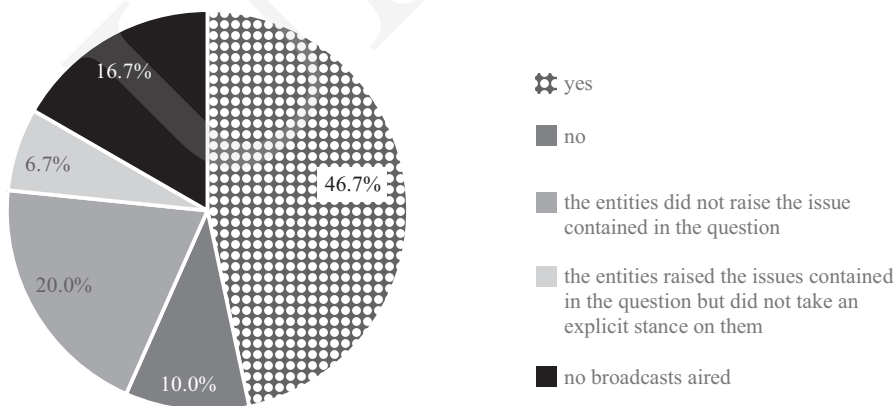 16.7%
6.7%
46.7%
20.0%
10.0%
yes
no
the entities did not raise the issue
contained in the question
the entities raised the issues contained
in the question but did not take an
explicit stance on them
no broadcasts aired